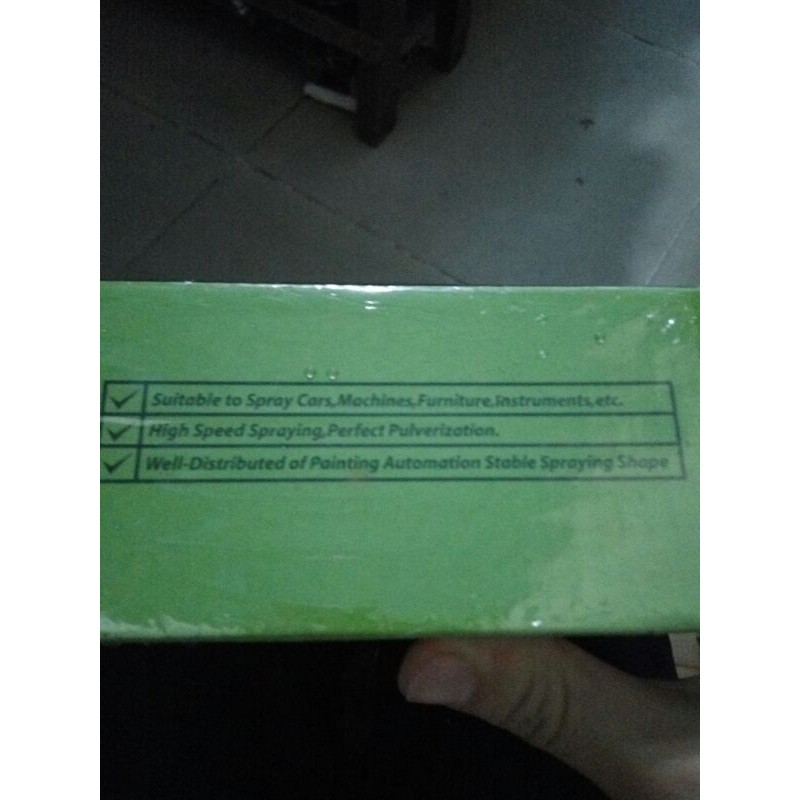 Suitable to Spray Cars,Machines,Furniture,Instruments,etc.
High Speed Spraying,Perfect Pulverization.
Well-Distributed of Painting Automation Stable Spraying Shape